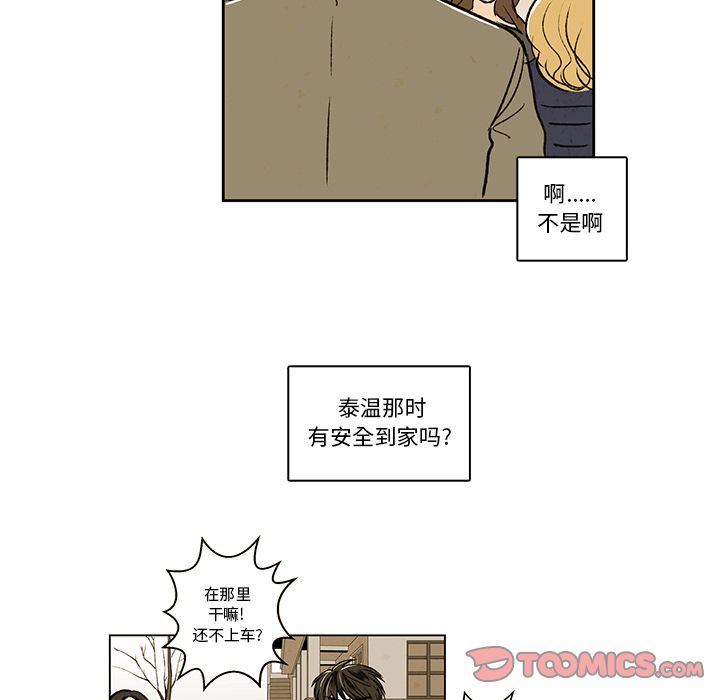 啊.....
不是啊
泰温那时
有安全到家吗?
在那里
干嘛!
还不上车?
TOOMICS.COM